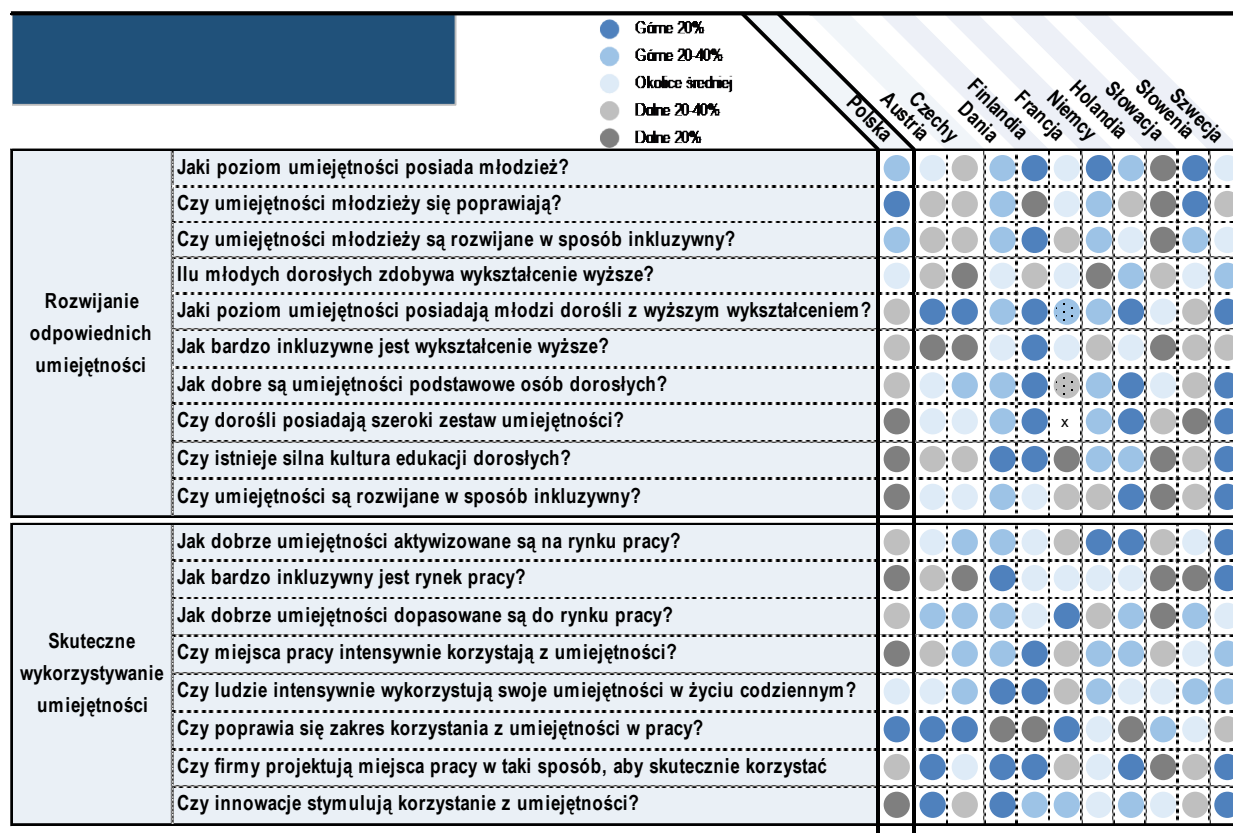 Górne 20%
Górne 20-40%
Okolice średniej
Dolne 20-40%
Dolne 20%
Polska
Austria
Czechy
Dania
Finlandia
Francja
Niemcy
Holandia
Słowacja
Słowenia
Szwecja
Rozwijanie
odpowiednich
umiejętności
Jaki poziom umiejętności posiada młodzież?
Czy umiejętności młodzieży się poprawiają?
Czy umiejętności młodzieży są rozwijane w sposób inkluzywny?
Ilu młodych dorosłych zdobywa wykształcenie wyższe?
Jaki poziom umiejętności posiadają młodzi dorośli z wyższym wykształceniem?
Jak bardzo inkluzywne jest wykształcenie wyższe?
Jak dobre są umiejętności podstawowe osób dorosłych?
Czy dorośli posiadają szeroki zestaw umiejętności?
x
Czy istnieje silna kultura edukacji dorosłych?
Czy umiejętności są rozwijane w sposób inkluzywny?
Skuteczne
wykorzystywanie
umiejętności
Jak dobrze umiejętności aktywizowane są na rynku pracy?
Jak bardzo inkluzywny jest rynek pracy?
Jak dobrze umiejętności dopasowane są do rynku pracy?
Czy miejsca pracy intensywnie korzystają z umiejętności?
Czy ludzie intensywnie wykorzystują swoje umiejętności w życiu codziennym?
Czy poprawia się zakres korzystania z umiejętności w pracy?
Czy firmy projektują miejsca pracy w taki sposób, aby skutecznie korzystać
Czy innowacje stymulują korzystanie z umiejętności?